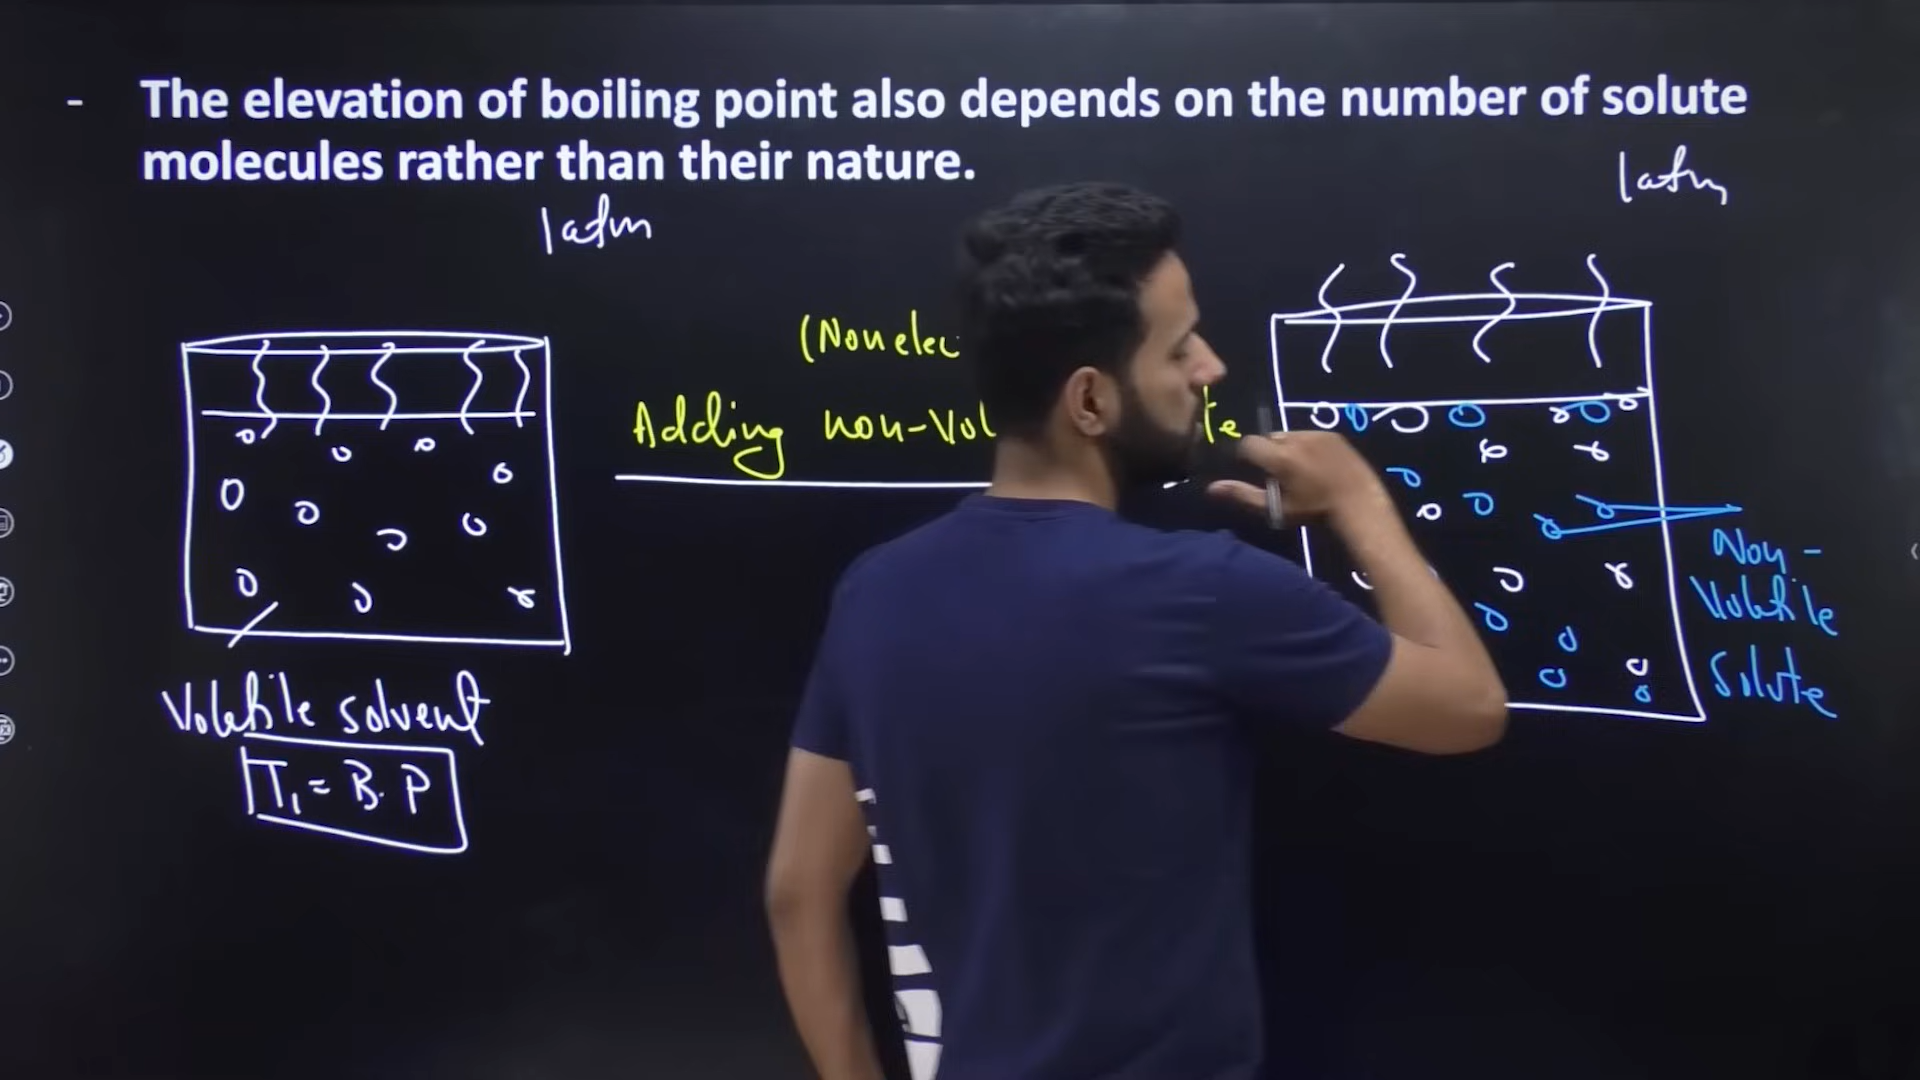 - The elevation of boiling point also depends on the number of solute
molecules rather than their nature.
1atm
1atm
(Nonelec
Adding non-Vol te
Volatile solvent
T₁ = B.P
Non-
Volatile
Solute